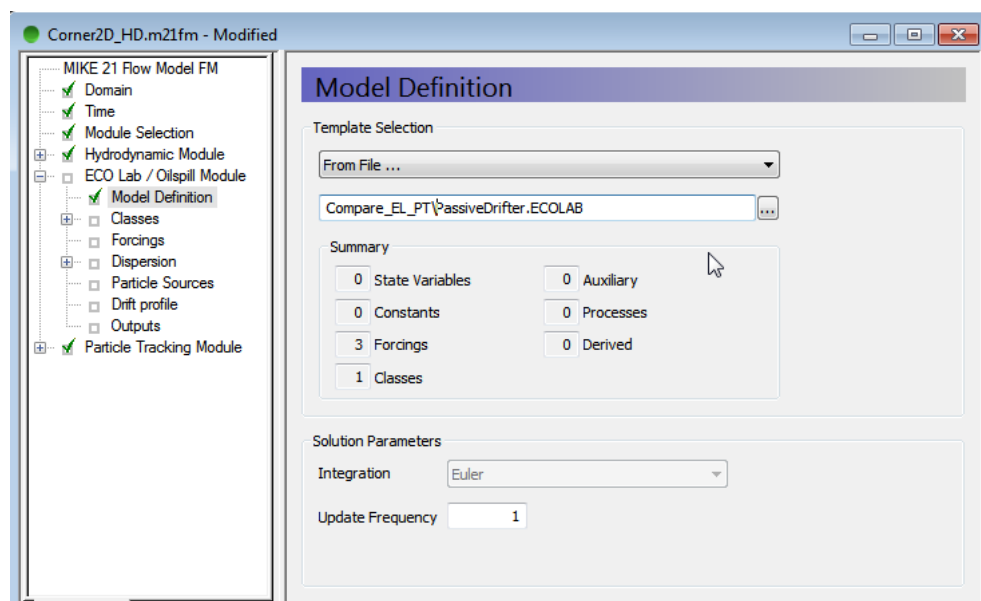 Corner2D_HD.m21fm - Modified
MIKE 21 Flow Model FM
Domain
Time
Module Selection
Hydrodynamic Module
ECO Lab / Oilspill Module
Model Definition
Classes
Forcings
Dispersion
Particle Sources
Drift profile
Outputs
Particle Tracking Module
Model Definition
Template Selection
From File ...
Compare_EL_PT\PassiveDrifter.ECOLAB
...
Summary
0 State Variables 0 Auxiliary
0 Constants 0 Processes
3 Forcings 0 Derived
1 Classes
Solution Parameters
Integration Euler
Update Frequency 1